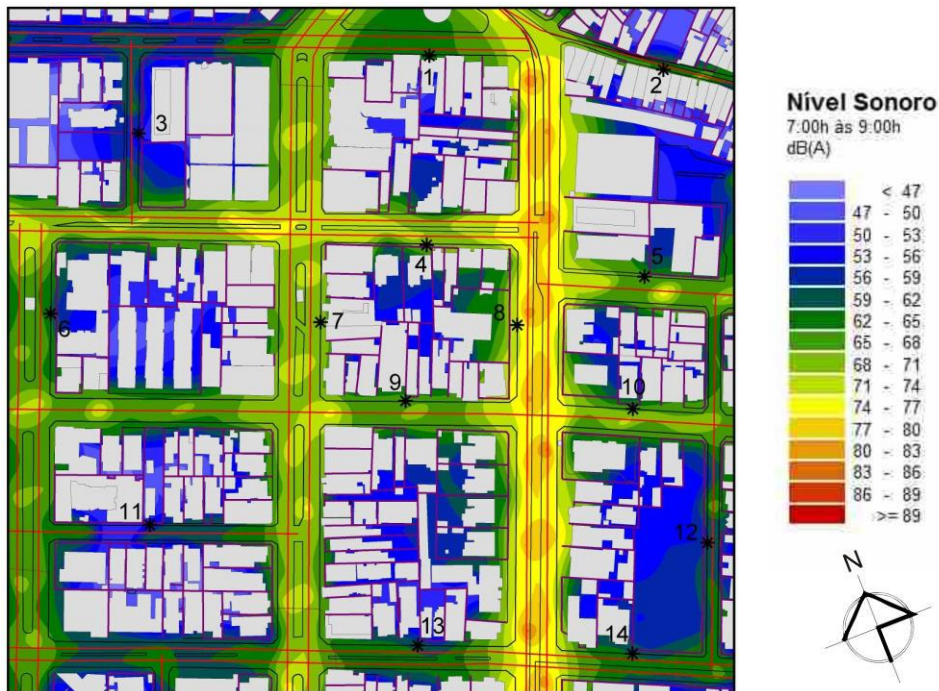 1
2
3
4
5
6
7
8
9
10
11
12
13
14
Nível Sonoro
7:00h às 9:00h
dB(A)
< 47
47 - 50
50 - 53
53 - 56
56 - 59
59 - 62
62 - 65
65 - 68
68 - 71
71 - 74
74 - 77
77 - 80
80 - 83
83 - 86
86 - 89
>= 89
N